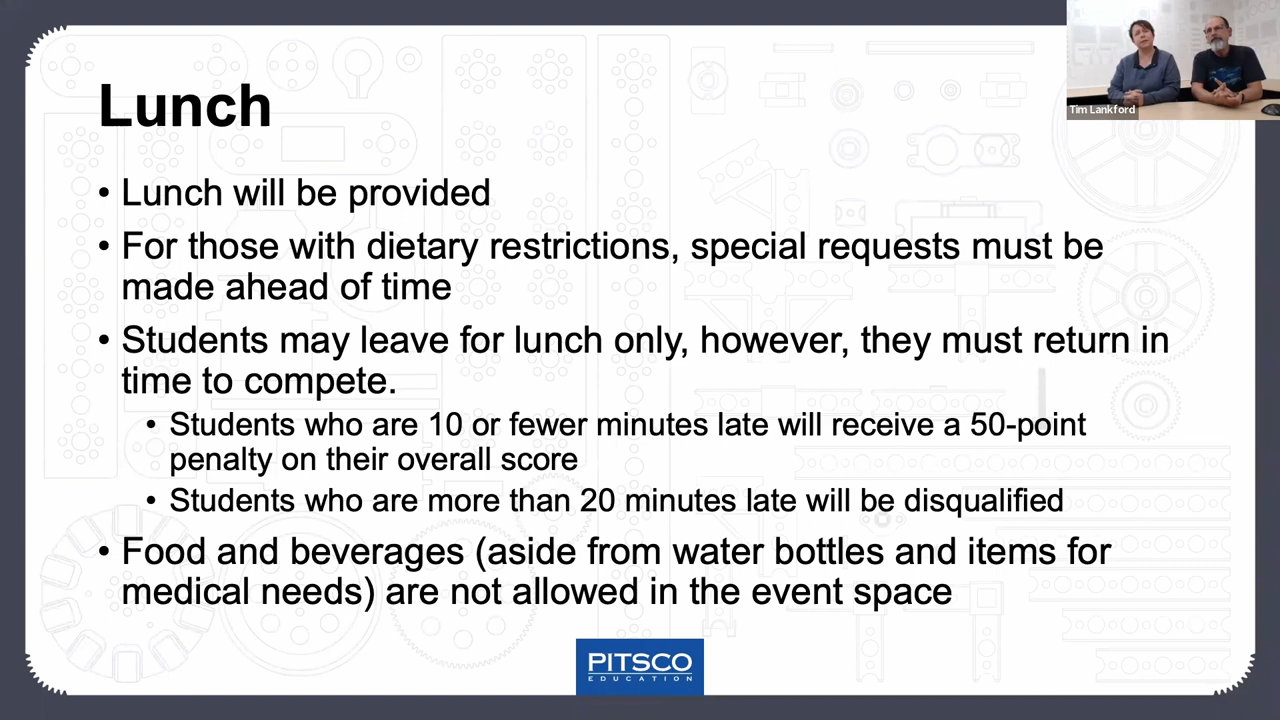 Tim Lankford
Lunch
• Lunch will be provided
• For those with dietary restrictions, special requests must be
made ahead of time
• Students may leave for lunch only, however, they must return in
time to compete.
• Students who are 10 or fewer minutes late will receive a 50-point
penalty on their overall score
• Students who are more than 20 minutes late will be disqualified
• Food and beverages (aside from water bottles and items for
medical needs) are not allowed in the event space
PITSCO
EDUCATION